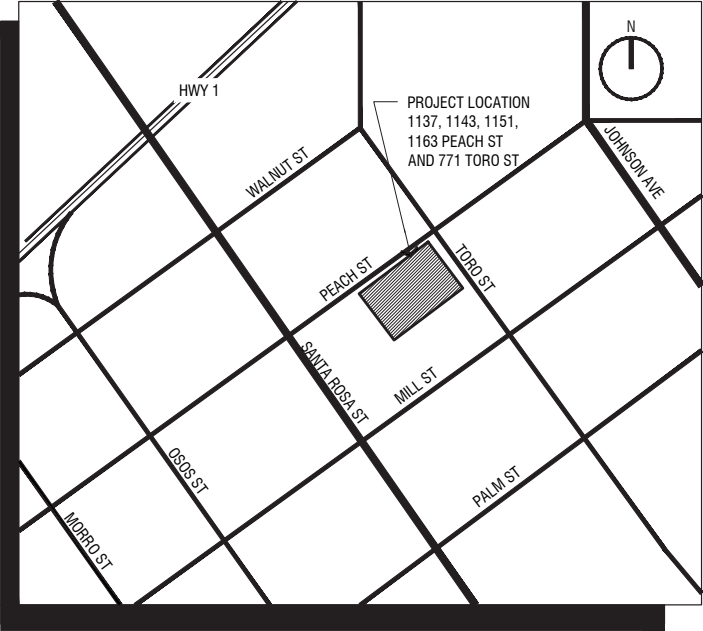 N
HWY 1
PROJECT LOCATION
1137, 1143, 1151,
1163 PEACH ST
AND 771 TORO ST
JOHNSON AVE
WALNUT ST
PEACH ST
TORO ST
SANTA ROSA ST
MILL ST
OSOS ST
PALM ST
MORRO ST